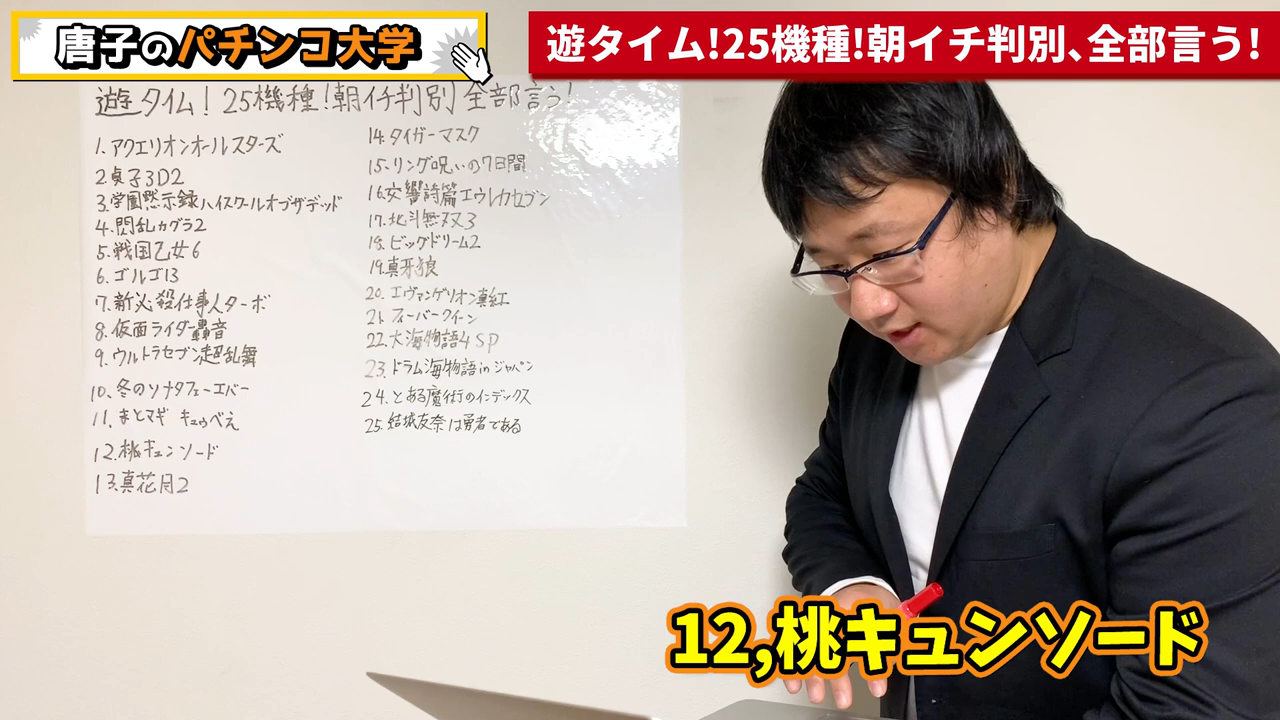 唐子のパチンコ大学
遊タイム!25機種!朝イチ判別、全部言う!
遊タイム!25機種!朝イチ判別全部言う!
1.アクエリオンオールスターズ
2.貞子3D2
3.学園黙示録ハイスクールオブザデッド
4.閃乱カグラ2
5.戦国乙女6
6.ゴルゴ13
7.新必殺仕事人ターボ
8.仮面ライダー轟音
9.ウルトラセブン超乱舞
10.冬のソナタフォーエバー
11.まどマギ キュゥべえ
12.桃キュンソード
13.真花月2
14.タイガーマスク
15.リング呪いの7日間
16.交響詩篇エウレカセブン
17.北斗無双3
18.ビッグドリーム2
19.真牙狼
20.エヴァンゲリオン真紅
21.フィーバークイーン
22.大海物語4SP
23.ドラム海物語inジャパン
24.とある魔術のインデックス
25.結城友奈は勇者である
12,桃キュンソード